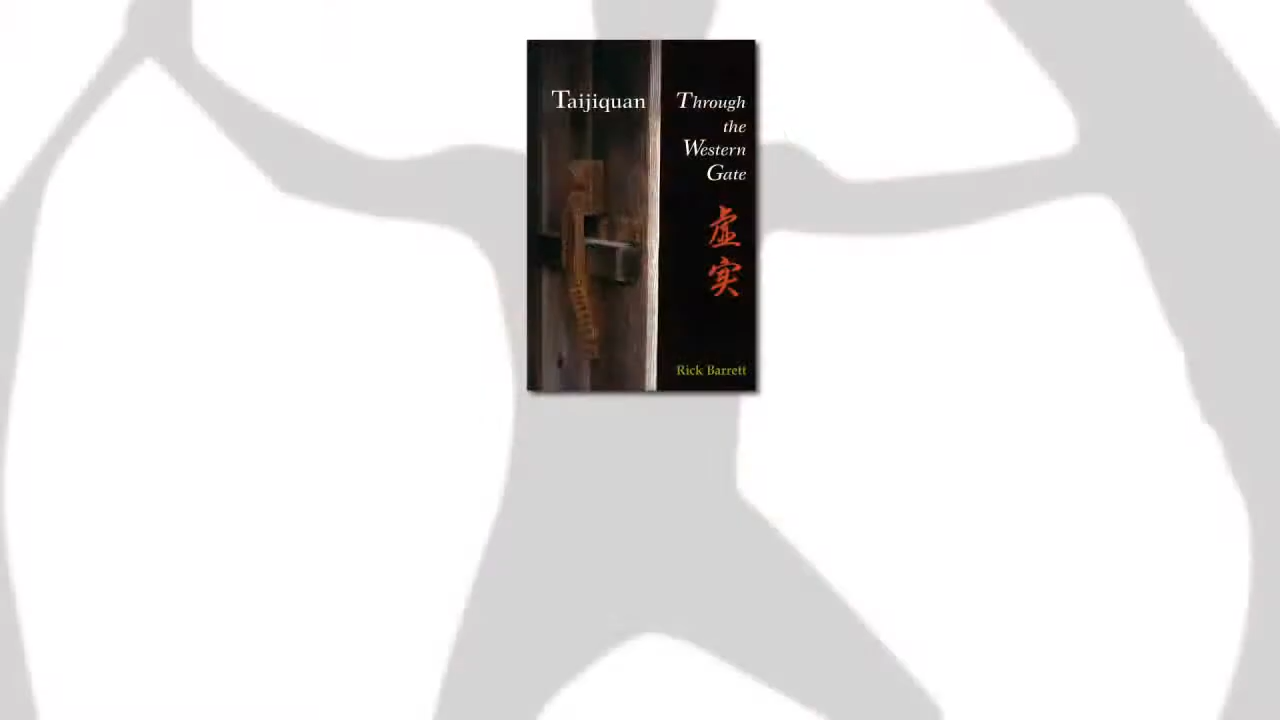 Taijiquan
Through
the
Western
Gate
虚
实
Rick Barrett